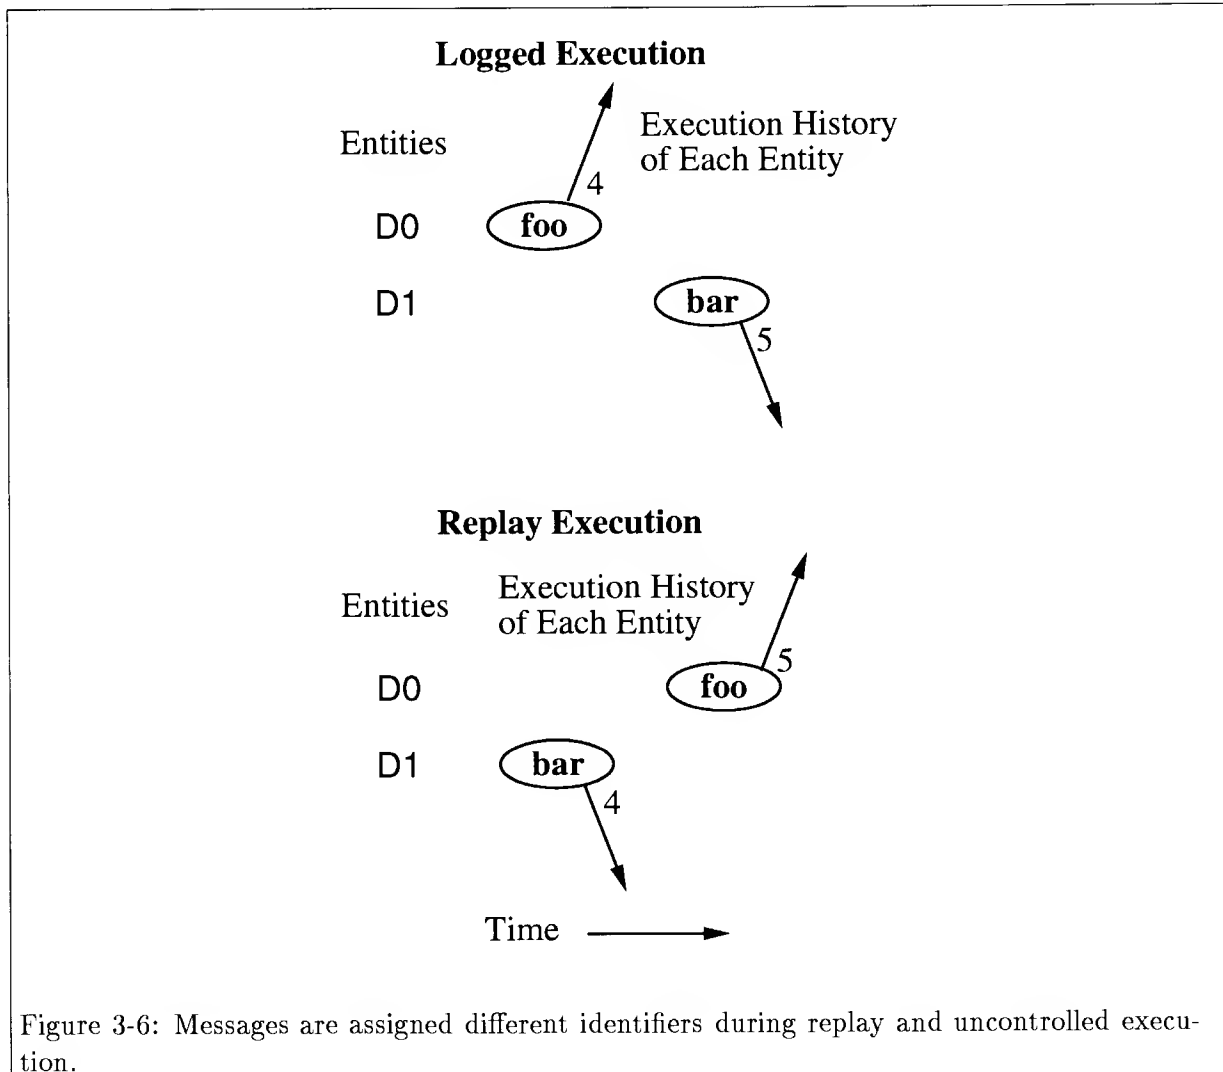 Logged Execution
Entities
Execution History
of Each Entity
4
D0
foo
D1
bar
5
Replay Execution
Entities
Execution History
of Each Entity
5
D0
foo
D1
bar
4
Time
Figure 3-6: Messages are assigned different identifiers during replay and uncontrolled execu-
tion.